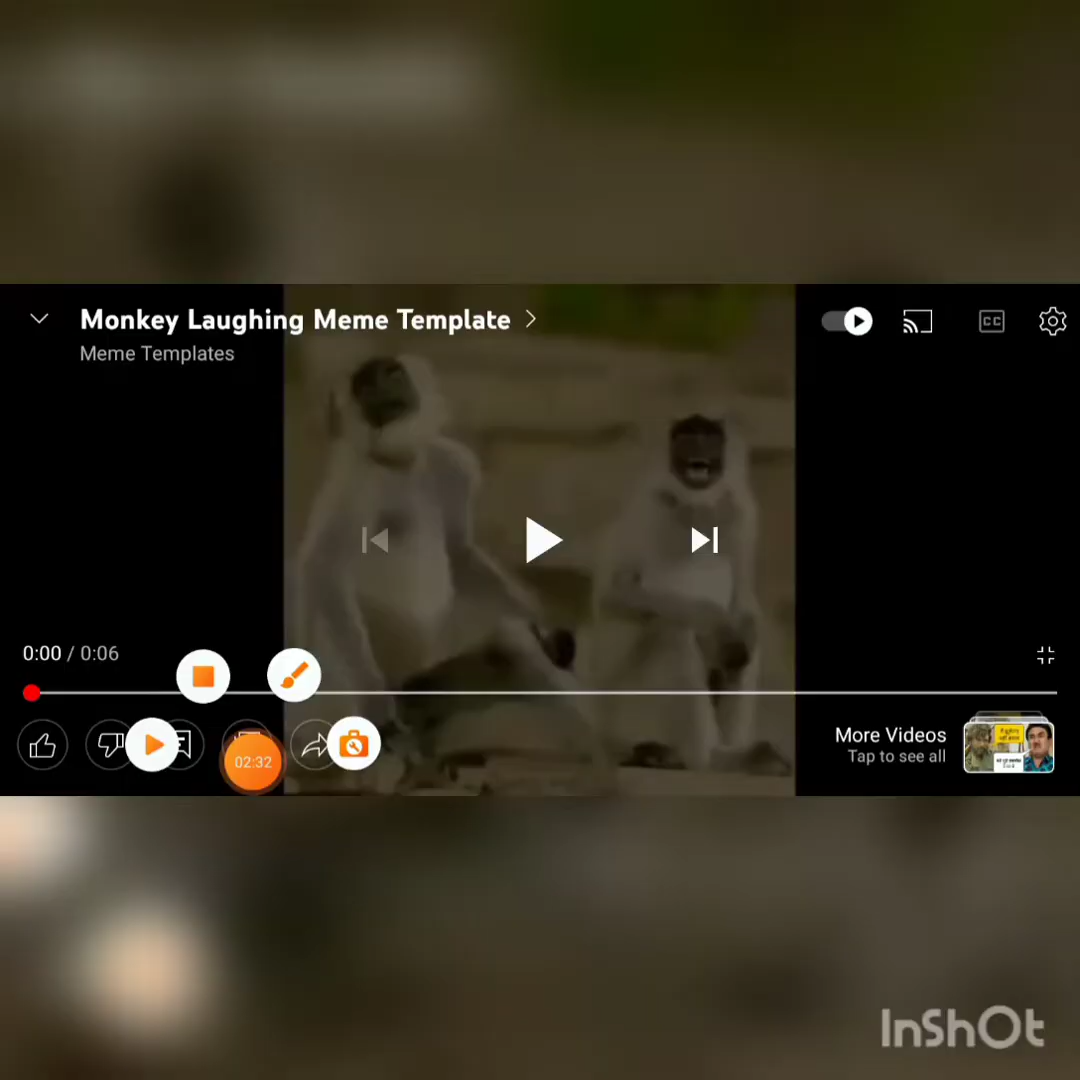 Monkey Laughing Meme Template
Meme Templates
CC
0:00 / 0:06
02:32
More Videos
Tap to see all
InShOt